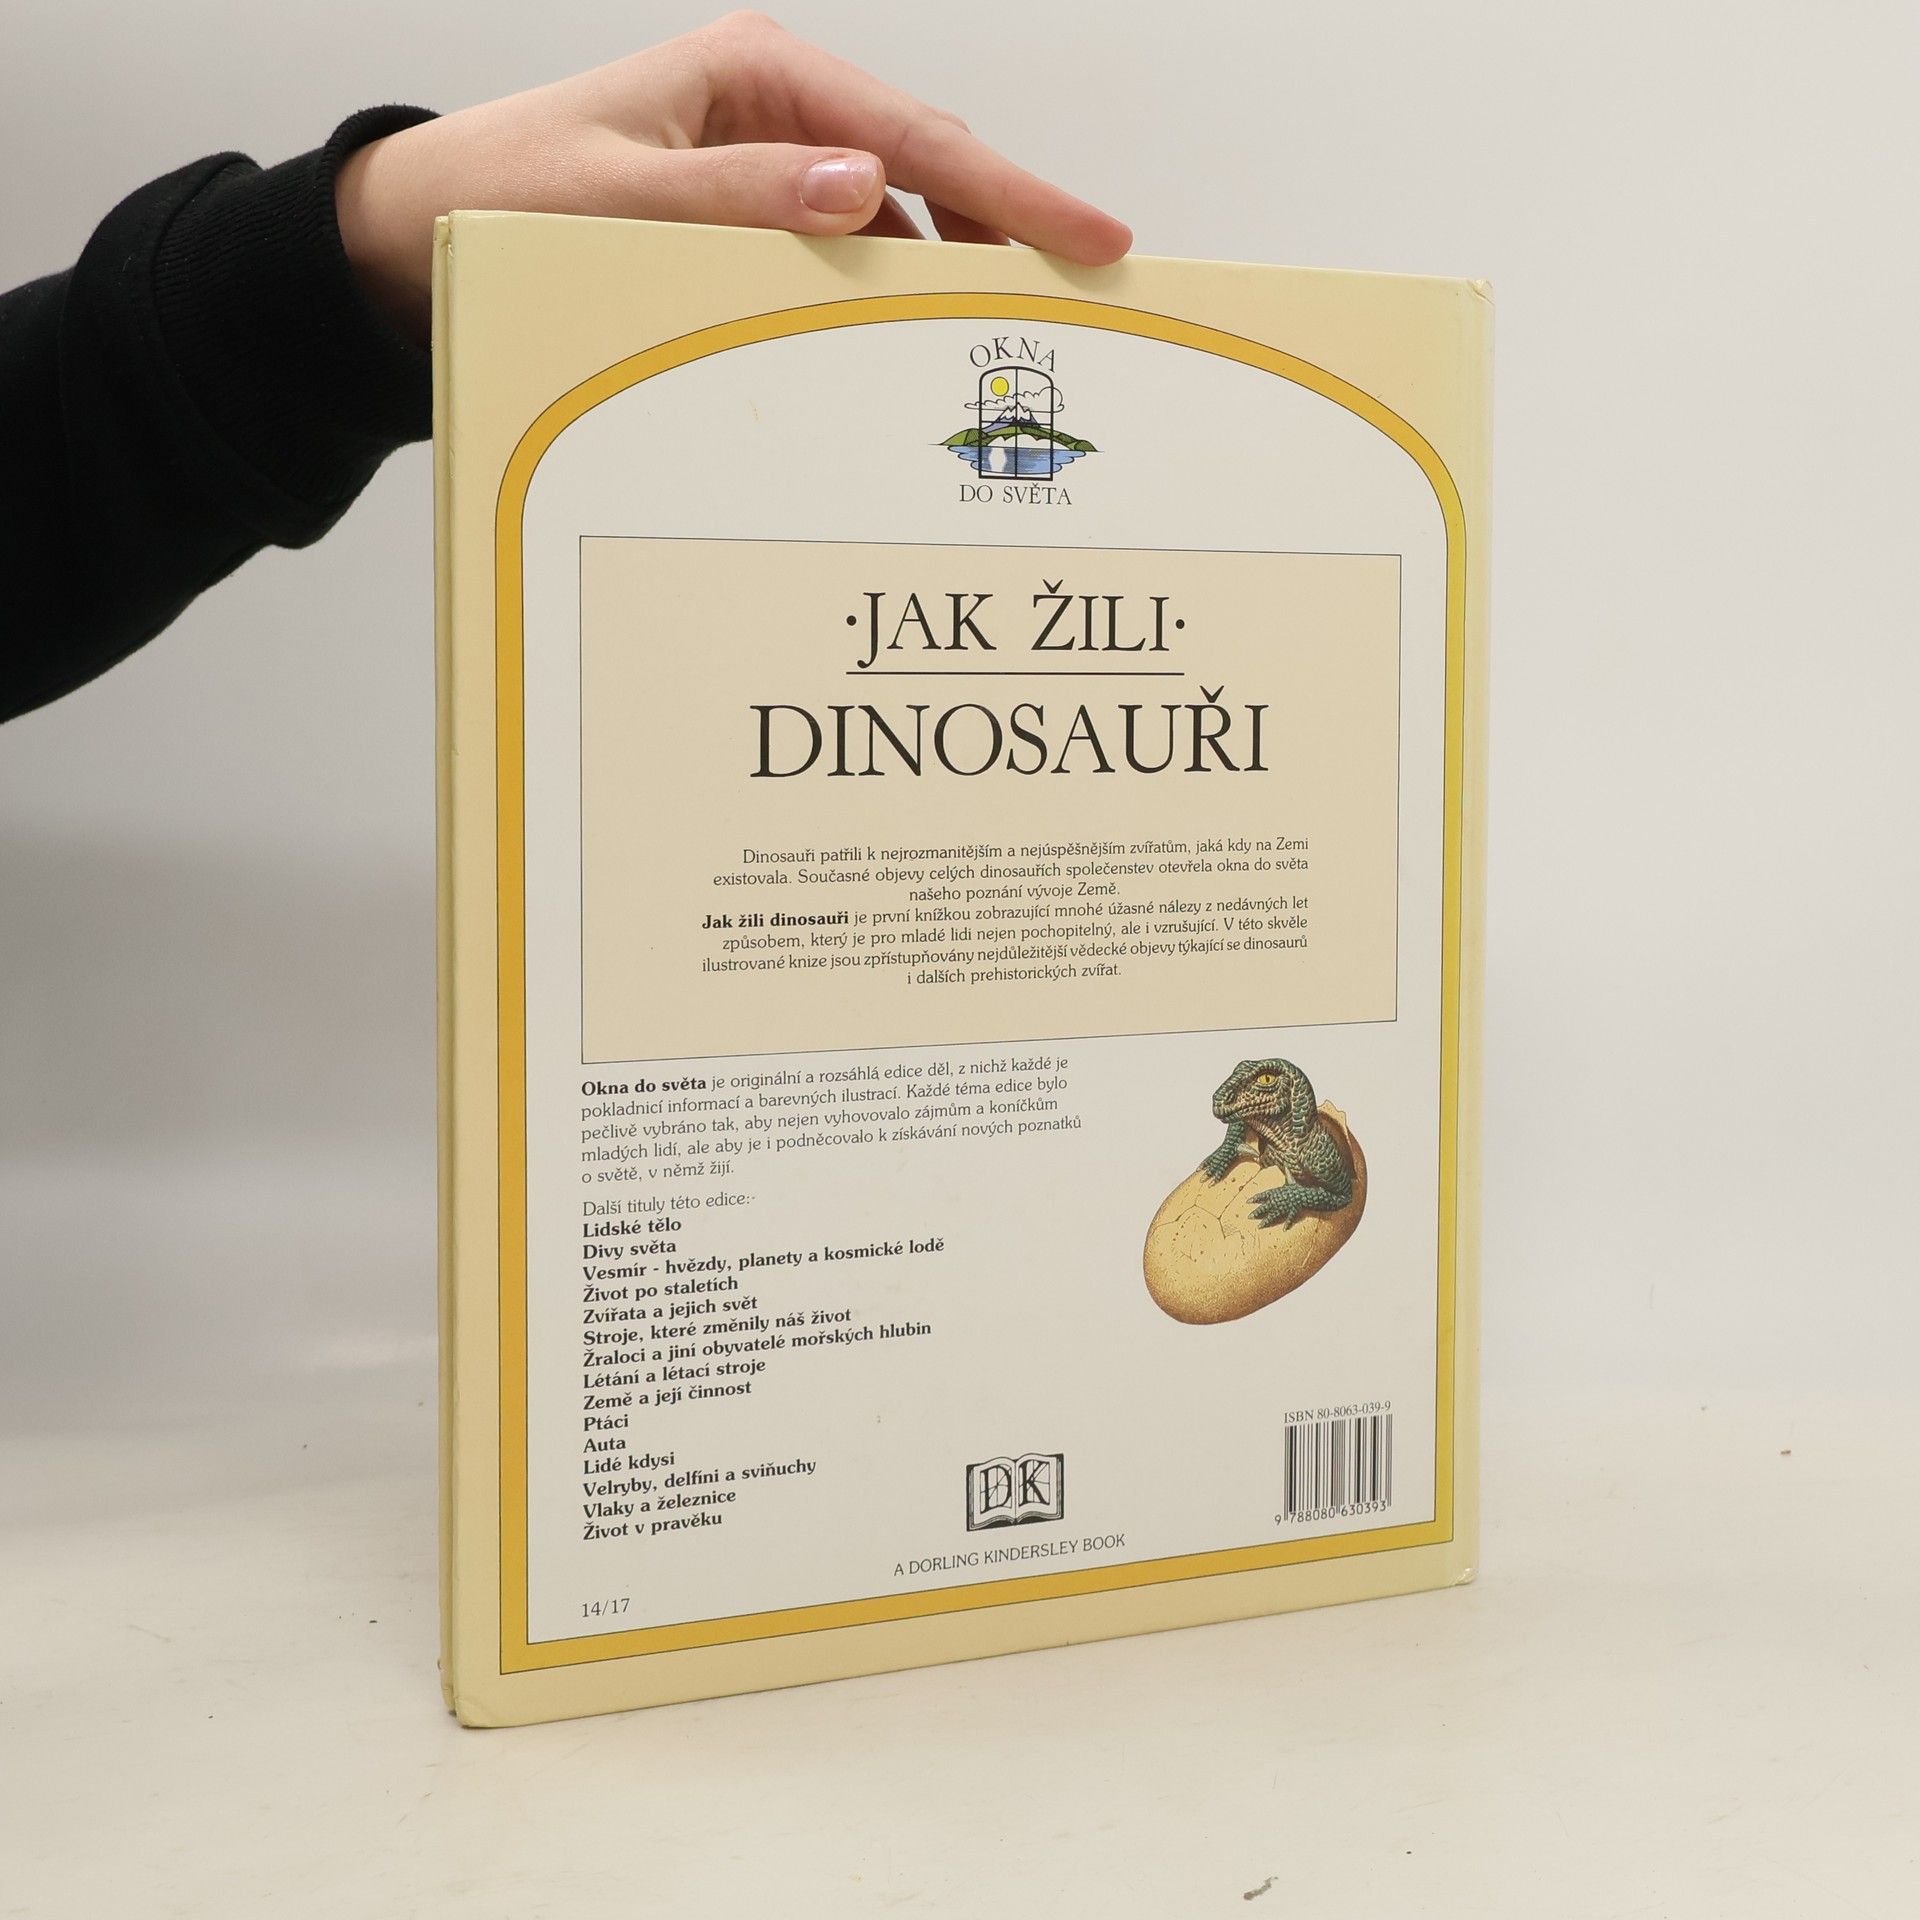 OKNA
DO SVĚTA
·JAK ŽILI·
DINOSAUŘI
Dinosauři patřili k nejrozmanitějším a nejúspěšnějším zvířatům, jaká kdy na Zemi
existovala. Současné objevy celých dinosauřích společenstev otevřela okna do světa
našeho poznání vývoje Země.
Jak žili dinosauři je první knížkou zobrazující mnohé úžasné nálezy z nedávných let
způsobem, který je pro mladé lidi nejen pochopitelný, ale i vzrušující. V této skvěle
ilustrované knize jsou zpřístupňovány nejdůležitější vědecké objevy týkající se dinosaurů
i dalších prehistorických zvířat.
Okna do světa je originální a rozsáhlá edice děl, z nichž každé je
pokladnicí informací a barevných ilustrací. Každé téma edice bylo
pečlivě vybráno tak, aby nejen vyhovovalo zájmům a koníčkům
mladých lidí, ale aby je i podněcovalo k získávání nových poznatků
o světě, v němž žijí.
Další tituly této edice:-
Lidské tělo
Divy světa
Vesmír - hvězdy, planety a kosmické lodě
Život po staletích
Zvířata a jejich svět
Stroje, které změnily náš život
Žraloci a jiní obyvatelé mořských hlubin
Létání a létací stroje
Země a její činnost
Ptáci
Auta
Lidé kdysi
Velryby, delfíni a sviňuchy
Vlaky a železnice
Život v pravěku
14/17
DK
A DORLING KINDERSLEY BOOK
ISBN 80-8063-039-9
9 788080 630393